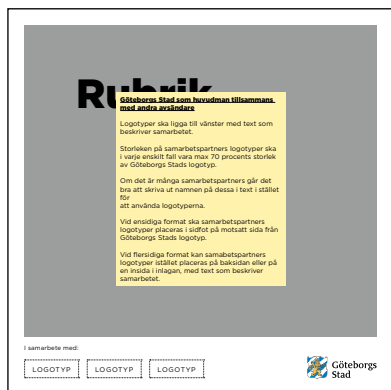 Rubrik
Göteborgs Stad som huvudman tillsammans
med andra avsändare
Logotyper ska ligga till vänster med text som
beskriver samarbetet.
Storleken på samarbetspartners logotyper ska
i varje enskilt fall vara max 70 procents storlek
av Göteborgs Stads logotyp.
Om det är många samarbetspartners går det
bra att skriva ut namnen på dessa i text i stället
för
att använda logotyperna.
Vid ensidiga format ska samarbetspartners
logotyper placeras i sidfot på motsatt sida från
Göteborgs Stads logotyp.
Vid flersidiga format kan samabetspartners
logotyper istället placeras på baksidan eller på
en insida i inlagan, med text som beskriver
samarbetet.
I samarbete med:
LOGOTYP LOGOTYP LOGOTYP
Göteborgs
Stad